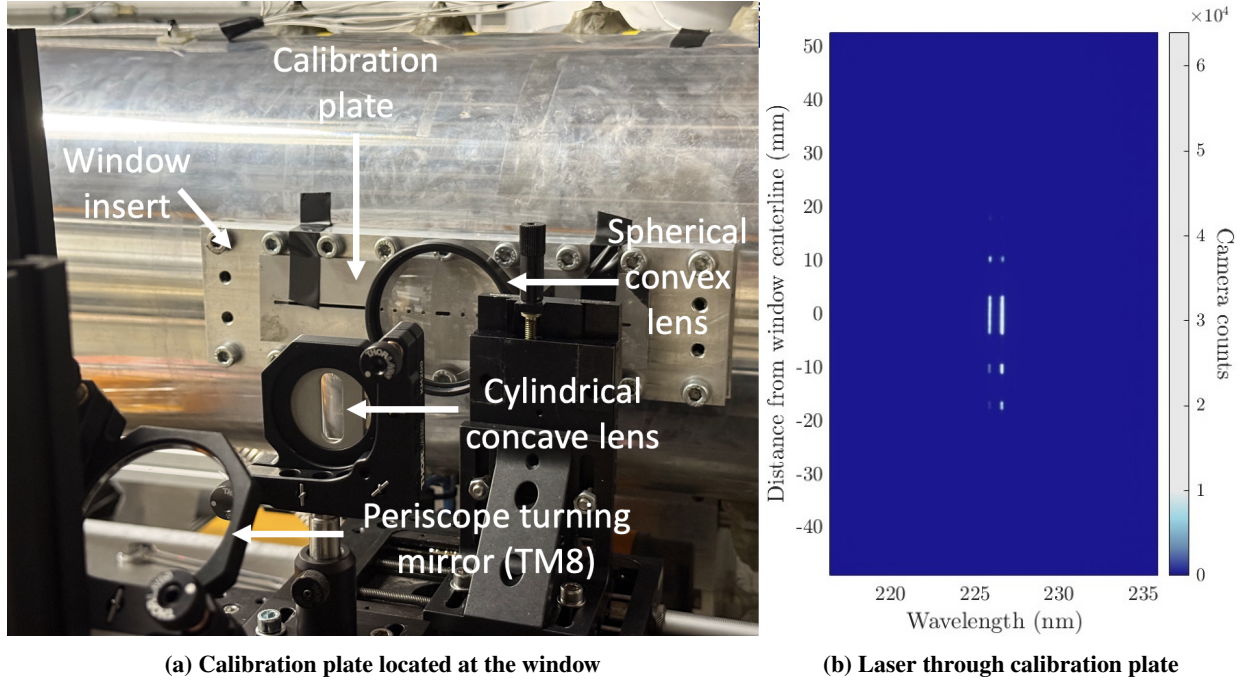 Calibration
plate
Window
insert
Spherical
convex
lens
Cylindrical
concave lens
Periscope turning
mirror (TM8)
(a) Calibration plate located at the window
×10⁴
50
40
30
20
10
0
-10
-20
-30
-40
Distance from window centerline (mm)
220
225
230
235
Wavelength (nm)
6
5
4
3
2
1
0
Camera counts
(b) Laser through calibration plate